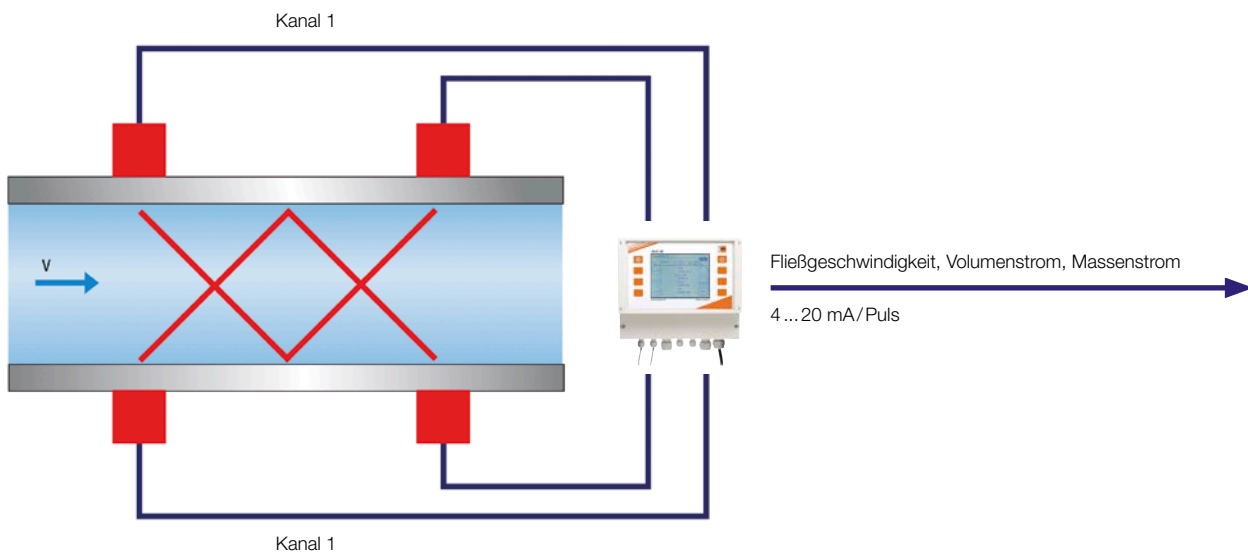 Kanal 1
V
Fließgeschwindigkeit, Volumenstrom, Massenstrom
4 ... 20 mA/Puls
Kanal 1